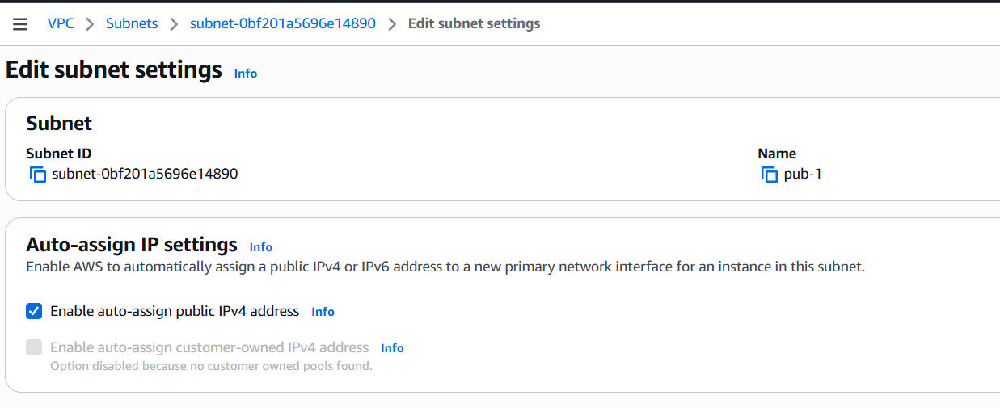 VPC > Subnets > subnet-0bf201a5696e14890 > Edit subnet settings
Edit subnet settings Info
Subnet
Subnet ID Name
subnet-0bf201a5696e14890 pub-1
Auto-assign IP settings Info
Enable AWS to automatically assign a public IPv4 or IPv6 address to a new primary network interface for an instance in this subnet.
Enable auto-assign public IPv4 address Info
Enable auto-assign customer-owned IPv4 address Info
Option disabled because no customer owned pools found.